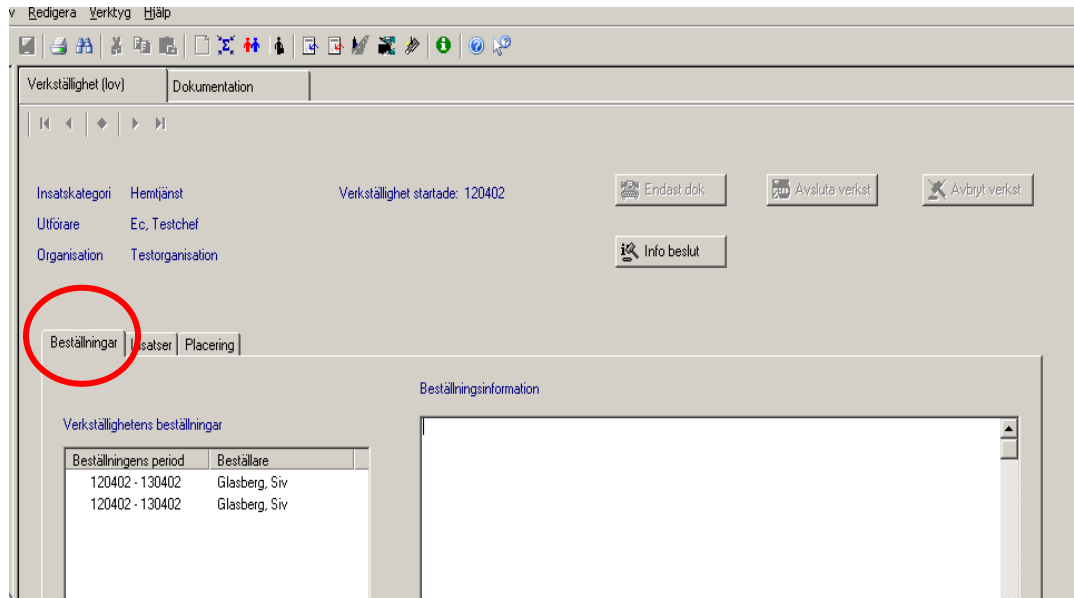 v Redigera Verktyg Hjälp
Verkställighet (lov) Dokumentation
Insatskategori Hemtjänst Verkställighet startade: 120402 Endast dok Avsluta verkst Avbryt verkst
Utförare Ec, Testchef
Organisation Testorganisation Info beslut
Beställningar Insatser Placering
Beställningsinformation
Verkställighetens beställningar
Beställningens period Beställare
120402 - 130402 Glasberg, Siv
120402 - 130402 Glasberg, Siv